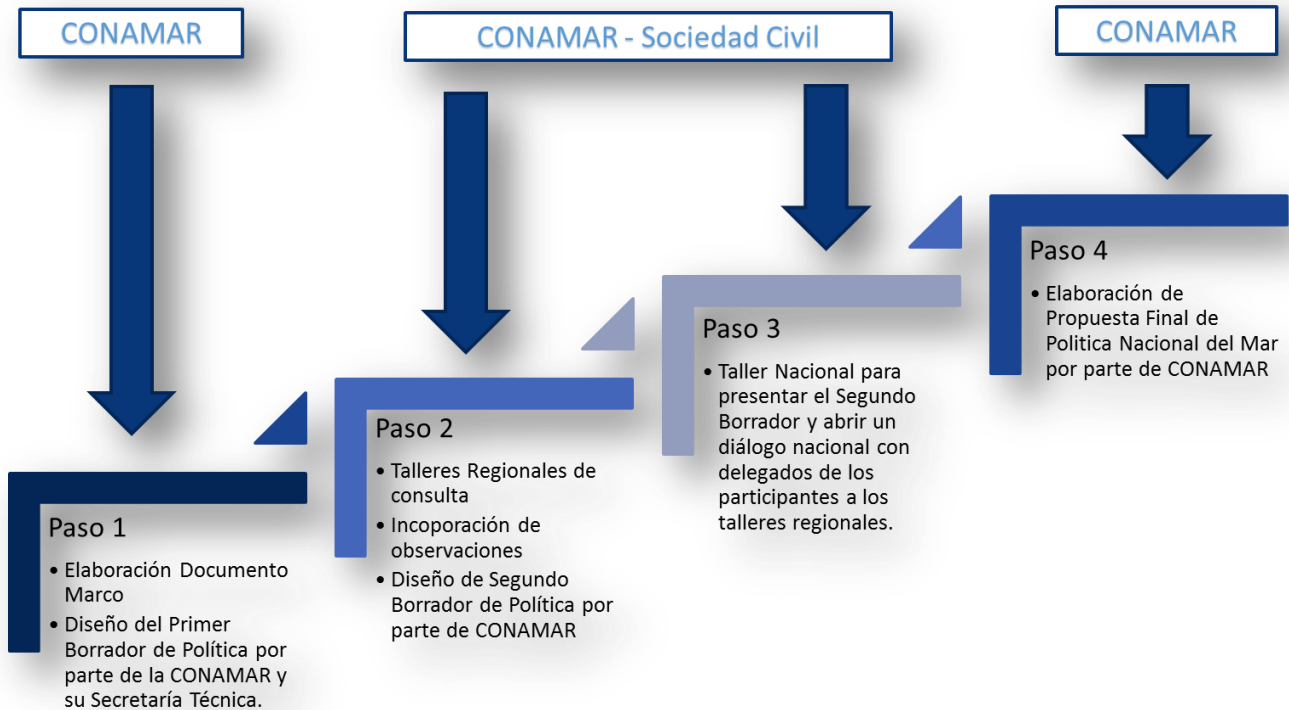 CONAMAR
CONAMAR - Sociedad Civil
CONAMAR
Paso 1
• Elaboración Documento
Marco
• Diseño del Primer
Borrador de Política por
parte de la CONAMAR y
su Secretaría Técnica.
Paso 2
• Talleres Regionales de
consulta
• Incoporación de
observaciones
• Diseño de Segundo
Borrador de Política por
parte de CONAMAR
Paso 3
• Taller Nacional para
presentar el Segundo
Borrador y abrir un
diálogo nacional con
delegados de los
participantes a los
talleres regionales.
Paso 4
• Elaboración de
Propuesta Final de
Politica Nacional del Mar
por parte de CONAMAR